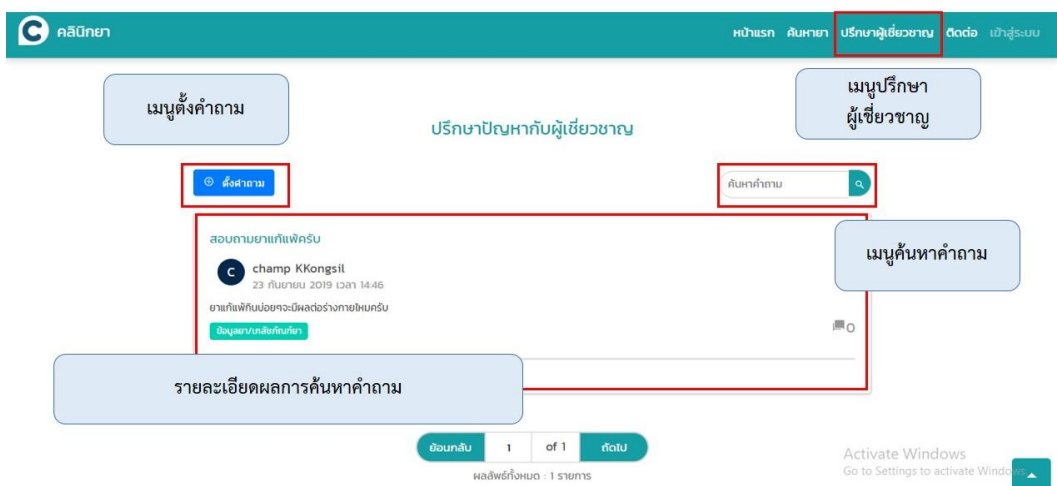 C คลินิกยา
หน้าแรก ค้นหายา ปรึกษาผู้เชี่ยวชาญ ติดต่อ เข้าสู่ระบบ
เมนูตั้งคำถาม
เมนูปรึกษา
ผู้เชี่ยวชาญ
ปรึกษาปัญหากับผู้เชี่ยวชาญ
ตั้งคำถาม
ค้นหาคำถาม
เมนูค้นหาคำถาม
สอบถามยาแก้แพ้ครับ
C champ KKongsil
23 กันยายน 2019 เวลา 14:46
ยาแก้แพ้กินบ่อยๆจะมีผลต่อร่างกายไหมครับ
ข้อมูลยา/เภสัชภัณฑ์ยา
0
รายละเอียดผลการค้นหาคำถาม
ย้อนกลับ 1 of 1 ถัดไป
ผลลัพธ์ทั้งหมด : 1 รายการ
Activate Windows
Go to Settings to activate Windows.